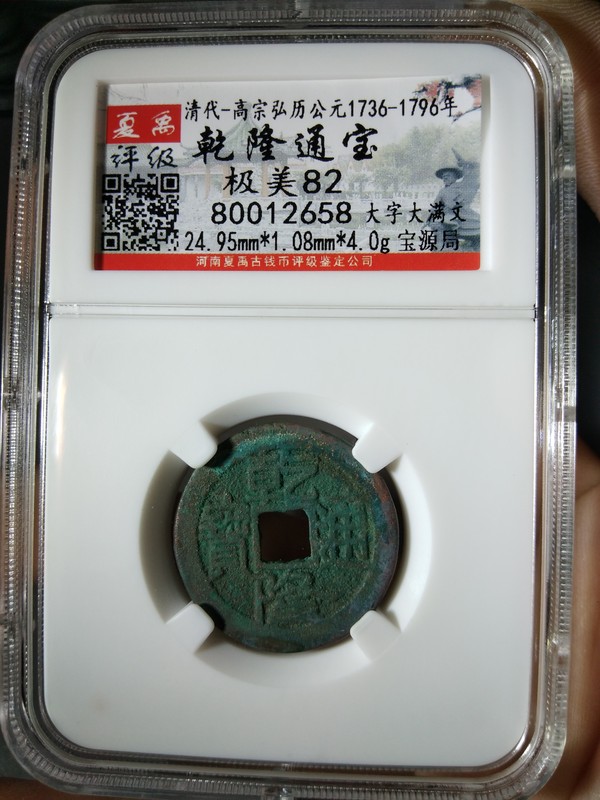 清代-高宗弘历公元1736-1796年
夏禹
评级
乾隆通宝
极美82
80012658 大字大满文
24.95mm*1.08mm*4.0g 宝源局
河南夏禹古钱币评级鉴定公司
乾隆通寶